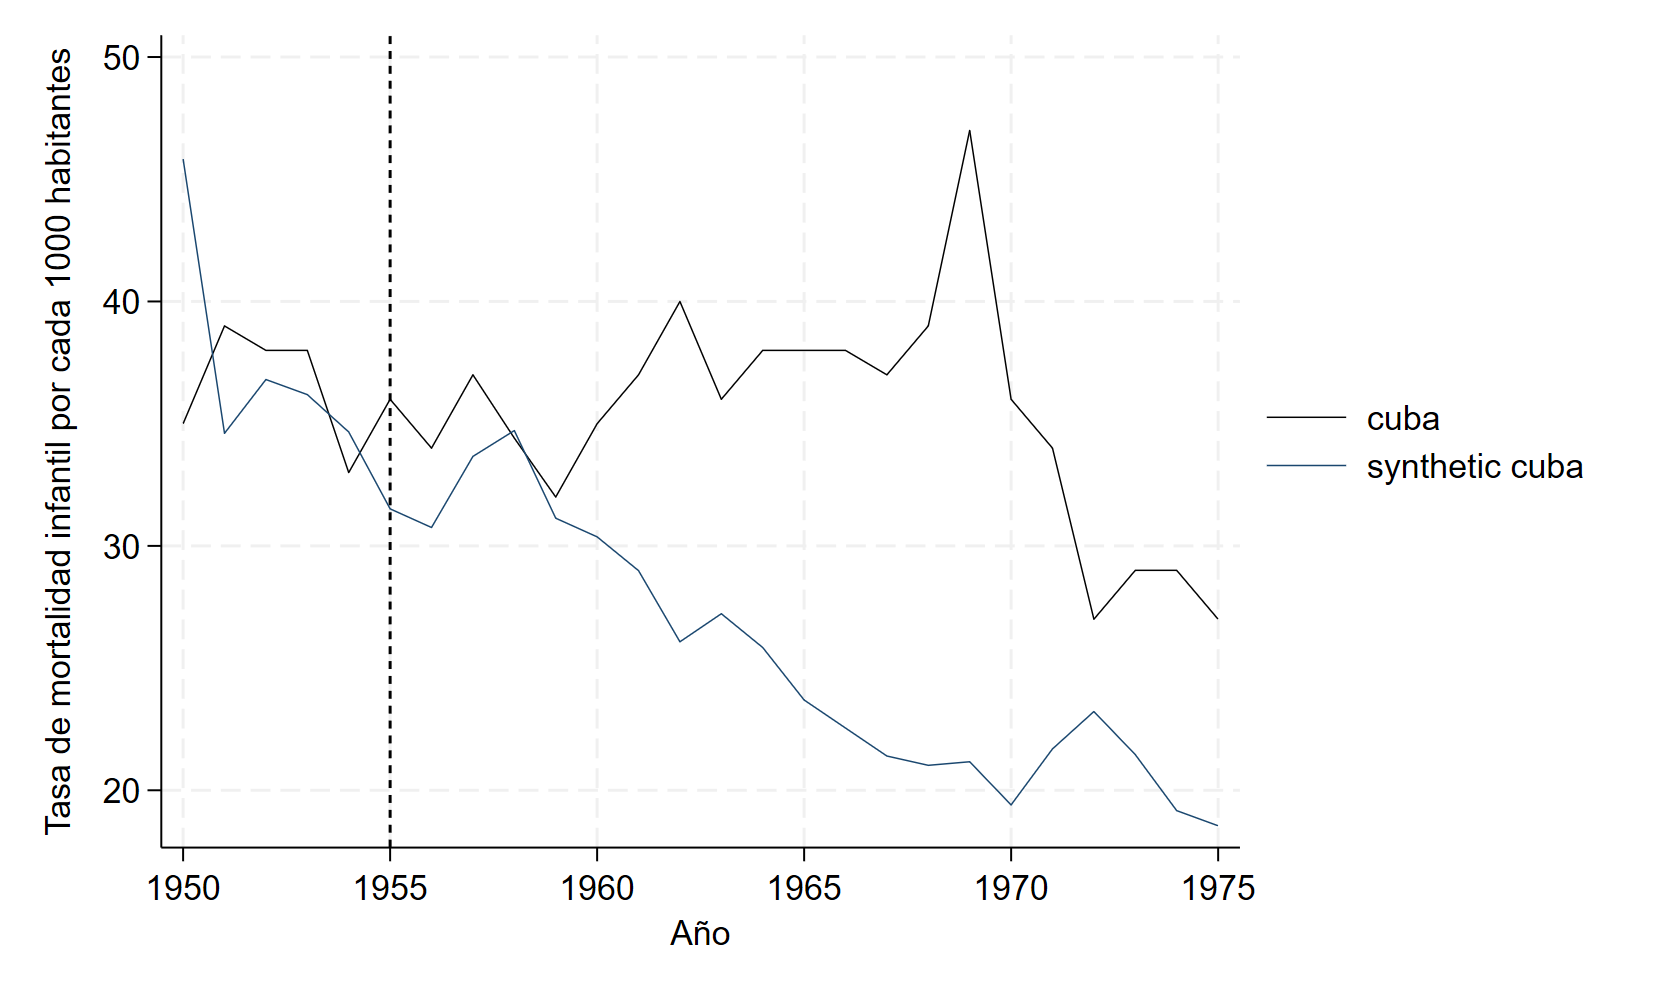 Tasa de mortalidad infantil por cada 1000 habitantes
50
40
30
20
1950 1955 1960 1965 1970 1975
Año
cuba
synthetic cuba